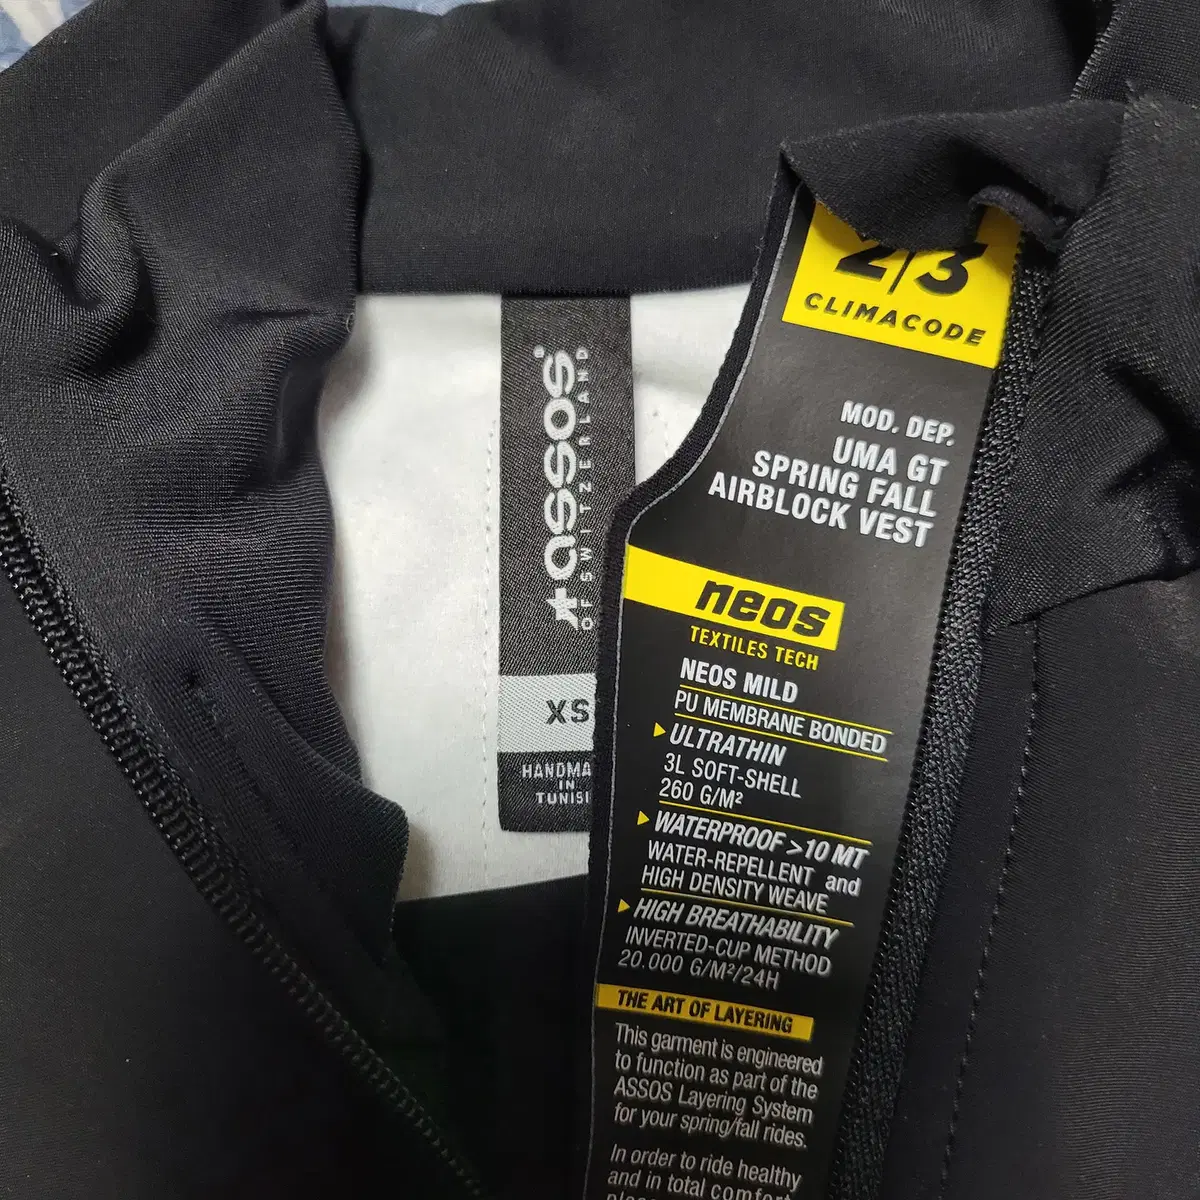 assos®
OF SWITZERLAND
XS
HANDMA
IN
TUNISI
2/3
CLIMACODE
MOD. DEP.
UMA GT
SPRING FALL
AIRBLOCK VEST
neos
TEXTILES TECH
NEOS MILD
PU MEMBRANE BONDED
ULTRATHIN
3L SOFT-SHELL
260 G/M²
WATERPROOF >10 MT
WATER-REPELLENT and
HIGH DENSITY WEAVE
HIGH BREATHABILITY
INVERTED-CUP METHOD
20.000 G/M²/24H
THE ART OF LAYERING
This garment is engineered
to function as part of the
ASSOS Layering System
for your spring/fall rides.
In order to ride healthy
and in total comfort,